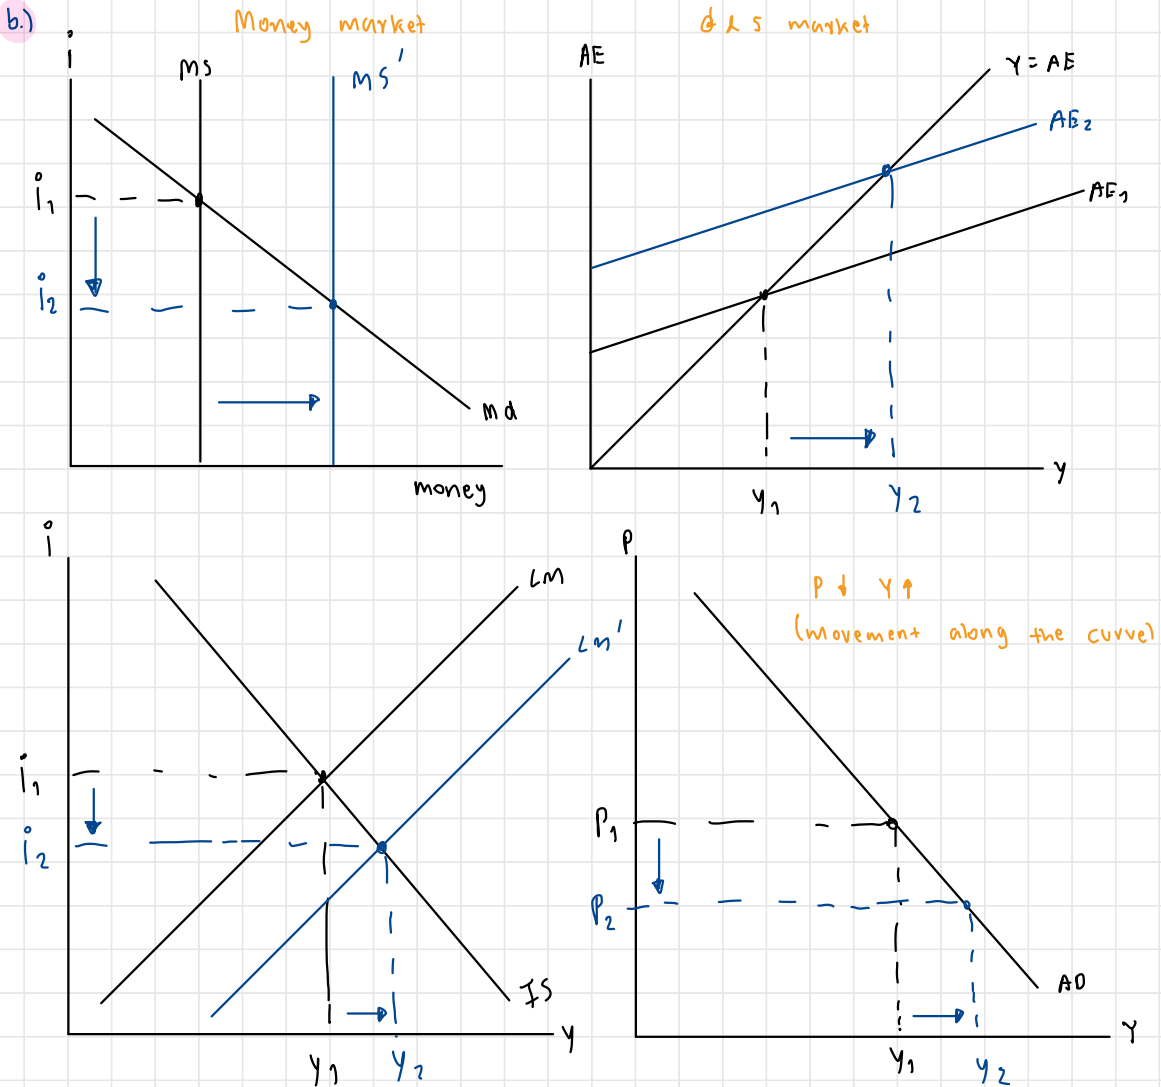 b.)
Money market
i
MS
MS'
i1
i2
Md
money
d & s market
AE
Y = AE
AE2
AE1
Y1
Y2
Y
i
LM
LM'
i1
i2
IS
Y1
Y2
Y
P
P ↓ Y ↑
(movement along the curve)
P1
P2
AD
Y1
Y2
Y